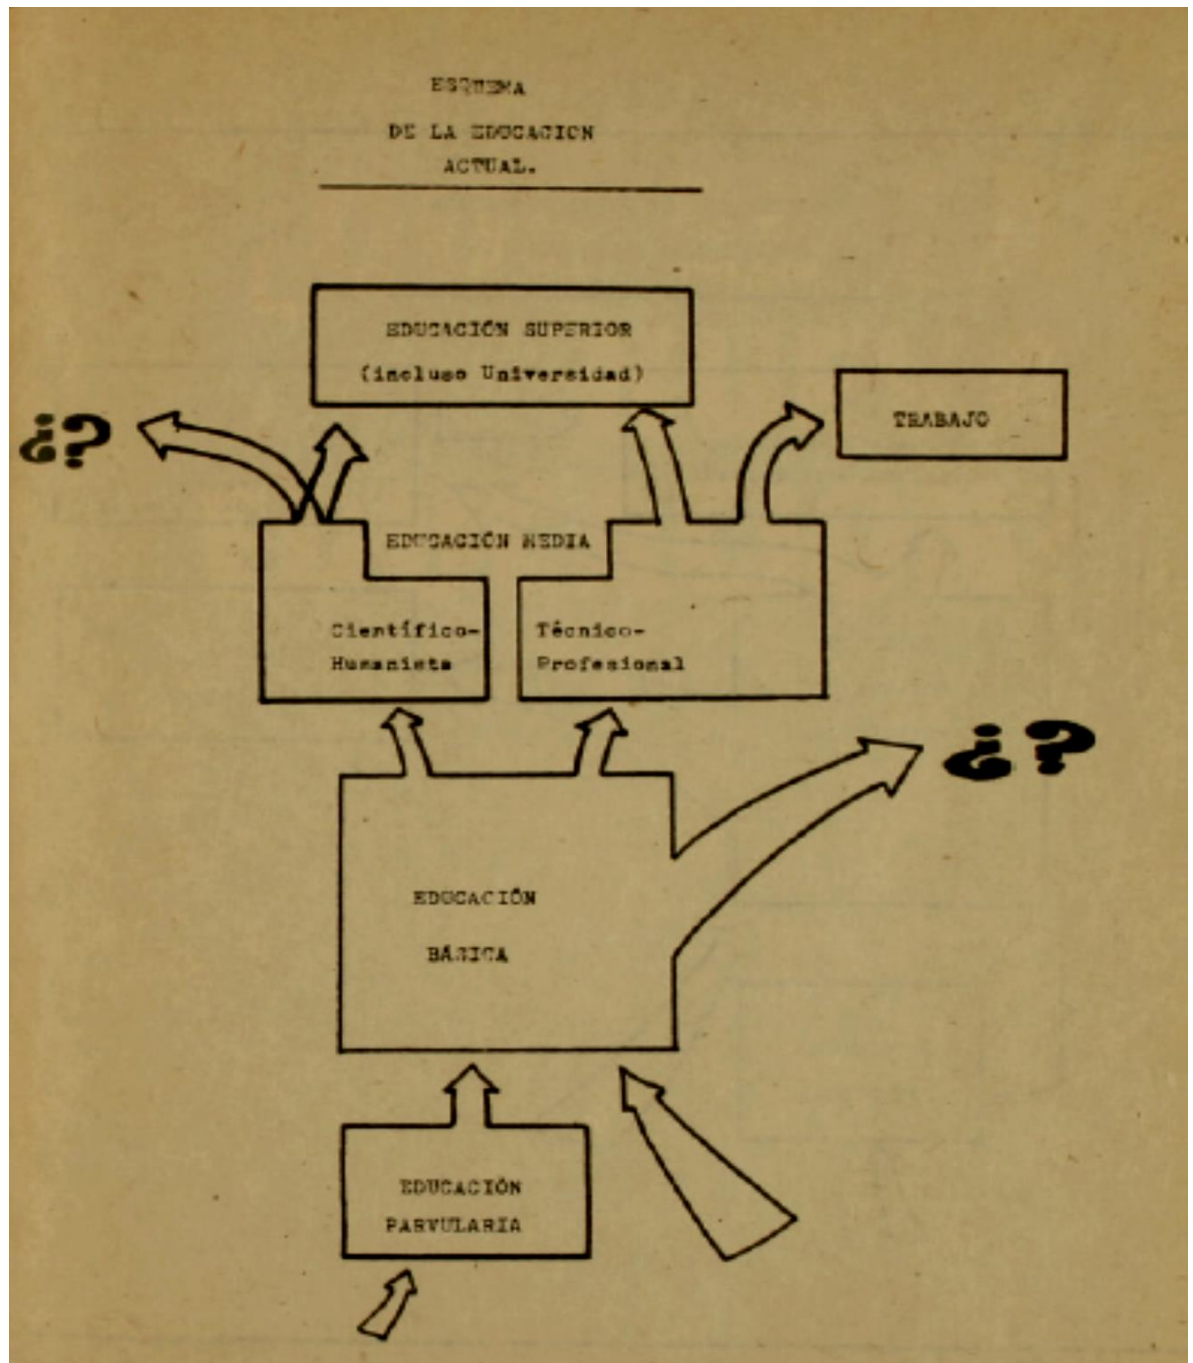 ESQUEMA
DE LA EDUCACION
ACTUAL.
EDUCACIÓN SUPERIOR
(incluso Universidad)
TRABAJO
¿?
EDUCACIÓN MEDIA
Científico-
Humanista
Técnico-
Profesional
¿?
EDUCACIÓN
BÁSICA
EDUCACIÓN
PARVULARIA